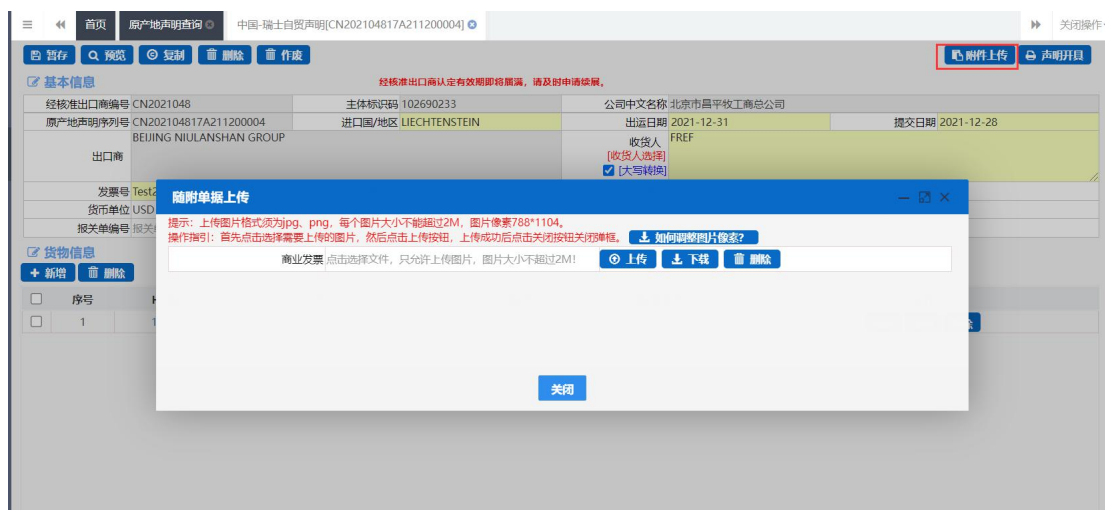 首页 原产地声明查询 中国-瑞士自贸声明[CN202104817A211200004] 关闭操作
暂存 预览 复制 删除 作废 附件上传 声明开具
基本信息 经核准出口商认定有效期即将届满，请及时申请续展。
经核准出口商编号 CN2021048 主体标识码 102690233 公司中文名称 北京市昌平牧工商总公司
原产地声明序列号 CN202104817A211200004 进口国/地区 LIECHTENSTEIN 出运日期 2021-12-31 提交日期 2021-12-28
出口商 BEIJING NIULANSHAN GROUP 收货人 FREF
[收货人选择]
[大写转换]
发票号 Test2
货币单位 USD
报关单编号 报关
随附单据上传
提示：上传图片格式须为jpg、png，每个图片大小不能超过2M，图片像素788*1104。
操作指引：首先点击选择需要上传的图片，然后点击上传按钮，上传成功后点击关闭按钮关闭弹框。 如何调整图片像素?
商业发票 点击选择文件，只允许上传图片，图片大小不超过2M! 上传 下载 删除
关闭
货物信息
新增 删除
序号
1